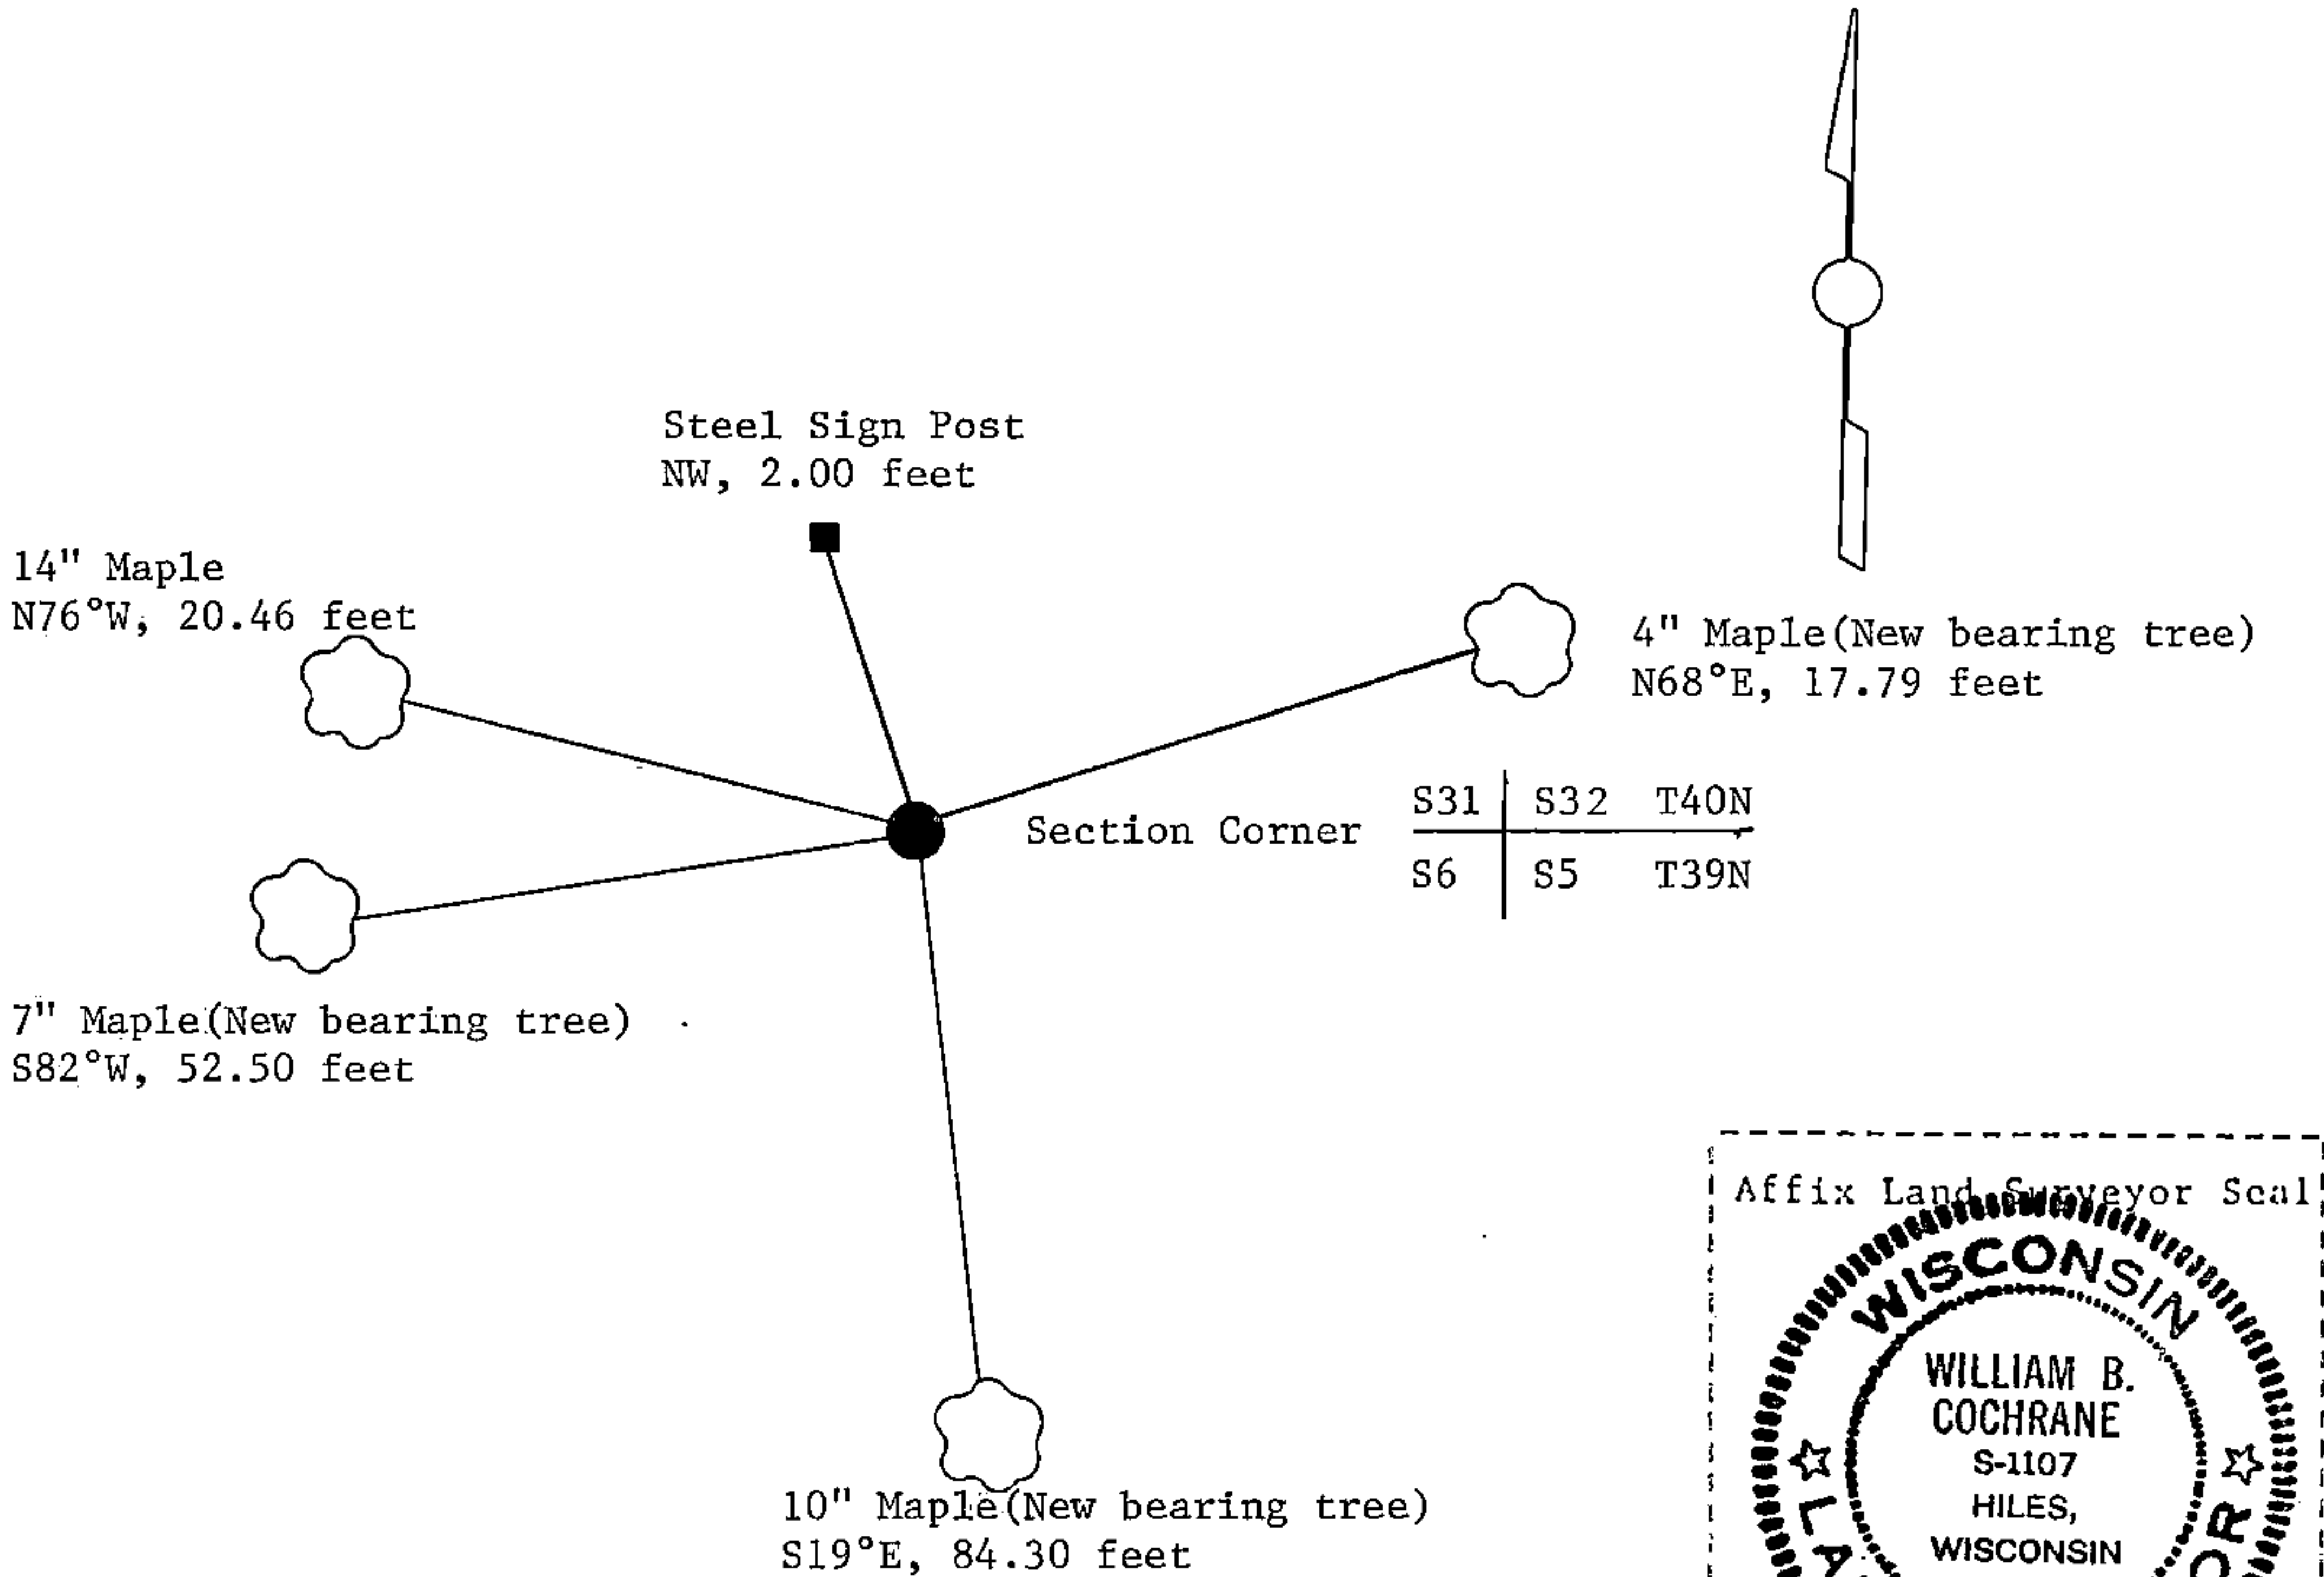 Steel Sign Post
NW, 2.00 feet
14" Maple
N76°W, 20.46 feet
4" Maple(New bearing tree)
N68°E, 17.79 feet
Section Corner
S31 S32 T40N
S6 S5 T39N
7" Maple(New bearing tree)
S82°W, 52.50 feet
10" Maple(New bearing tree)
S19°E, 84.30 feet
Affix Land Surveyor Seal
WISCONSIN
WILLIAM B.
COCHRANE
S-1107
HILES,
WISCONSIN